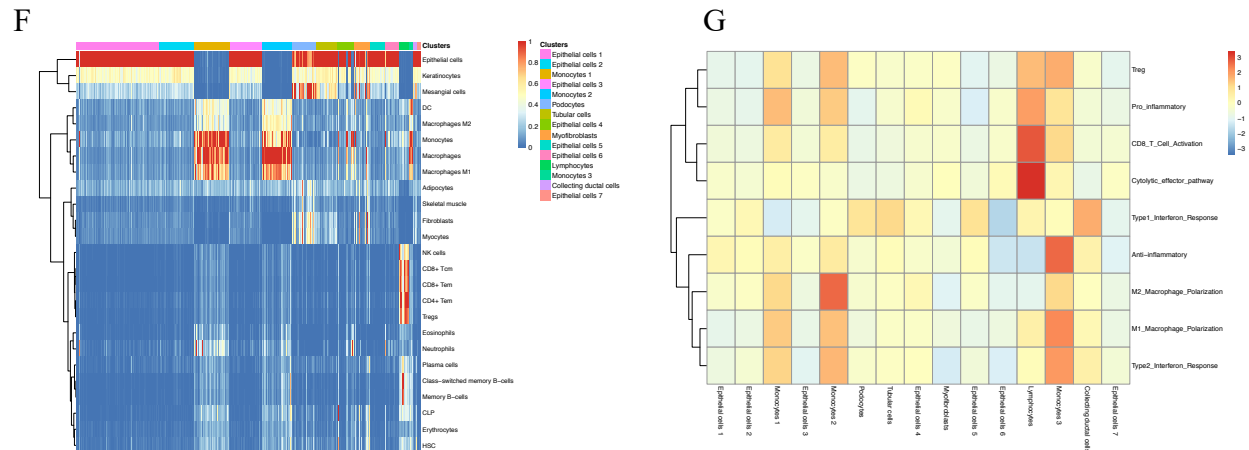 F
G
Clusters
Epithelial cells
Keratinocytes
Mesangial cells
DC
Macrophages M2
Monocytes
Macrophages
Macrophages M1
Adipocytes
Skeletal muscle
Fibroblasts
Myocytes
NK cells
CD8+ Tcm
CD8+ Tem
CD4+ Tem
Tregs
Eosinophils
Neutrophils
Plasma cells
Class−switched memory B−cells
Memory B−cells
CLP
Erythrocytes
HSC
1
0.8
0.6
0.4
0.2
0
Clusters
Epithelial cells 1
Epithelial cells 2
Monocytes 1
Epithelial cells 3
Monocytes 2
Podocytes
Tubular cells
Epithelial cells 4
Myofibroblasts
Epithelial cells 5
Epithelial cells 6
Lymphocytes
Monocytes 3
Collecting ductal cells
Epithelial cells 7
Treg
Pro_inflammatory
CD8_T_Cell_Activation
Cytolytic_effector_pathway
Type1_Interferon_Response
Anti−inflammatory
M2_Macrophage_Polarization
M1_Macrophage_Polarization
Type2_Interferon_Response
3
2
1
0
−1
−2
−3
Epithelial cells 1
Epithelial cells 2
Monocytes 1
Epithelial cells 3
Monocytes 2
Podocytes
Tubular cells
Epithelial cells 4
Myofibroblasts
Epithelial cells 5
Epithelial cells 6
Lymphocytes
Monocytes 3
Collecting ductal cells
Epithelial cells 7